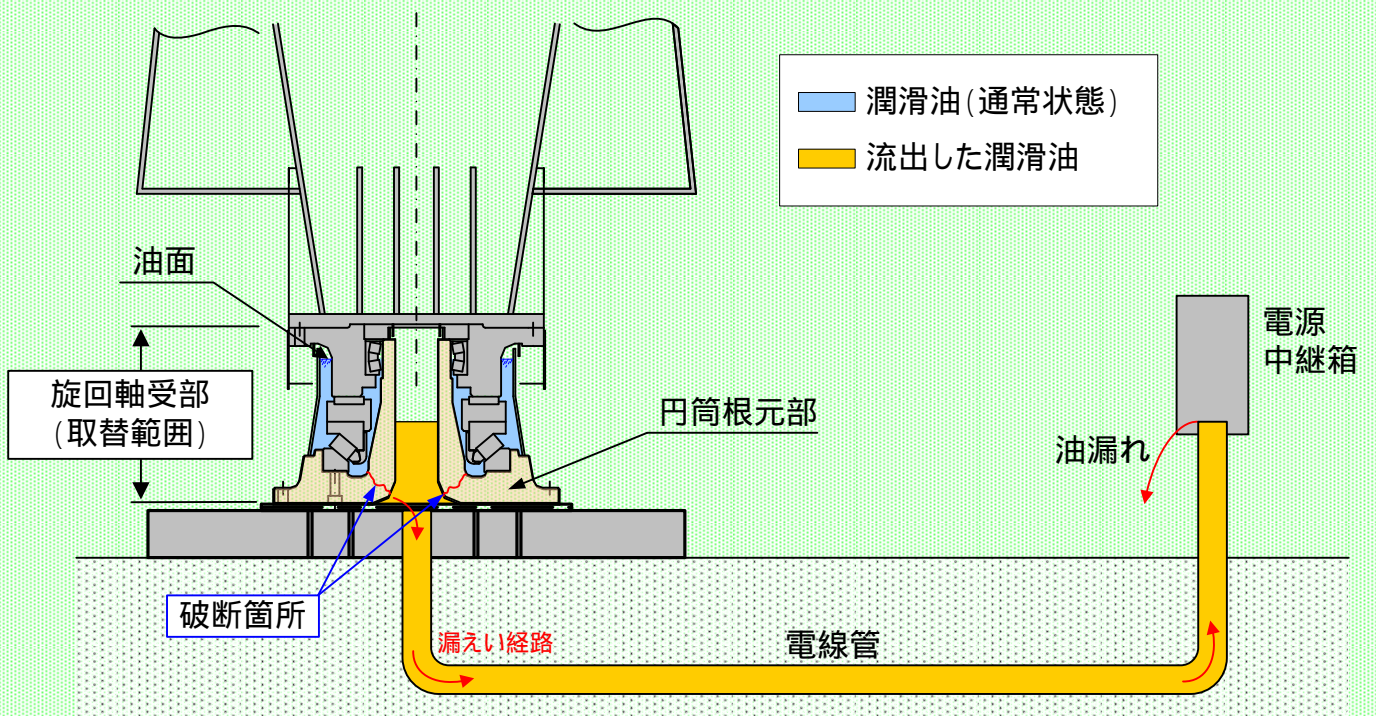 潤滑油(通常状態)
流出した潤滑油
油面
旋回軸受部
(取替範囲)
円筒根元部
電源
中継箱
油漏れ
破断箇所
漏えい経路
電線管